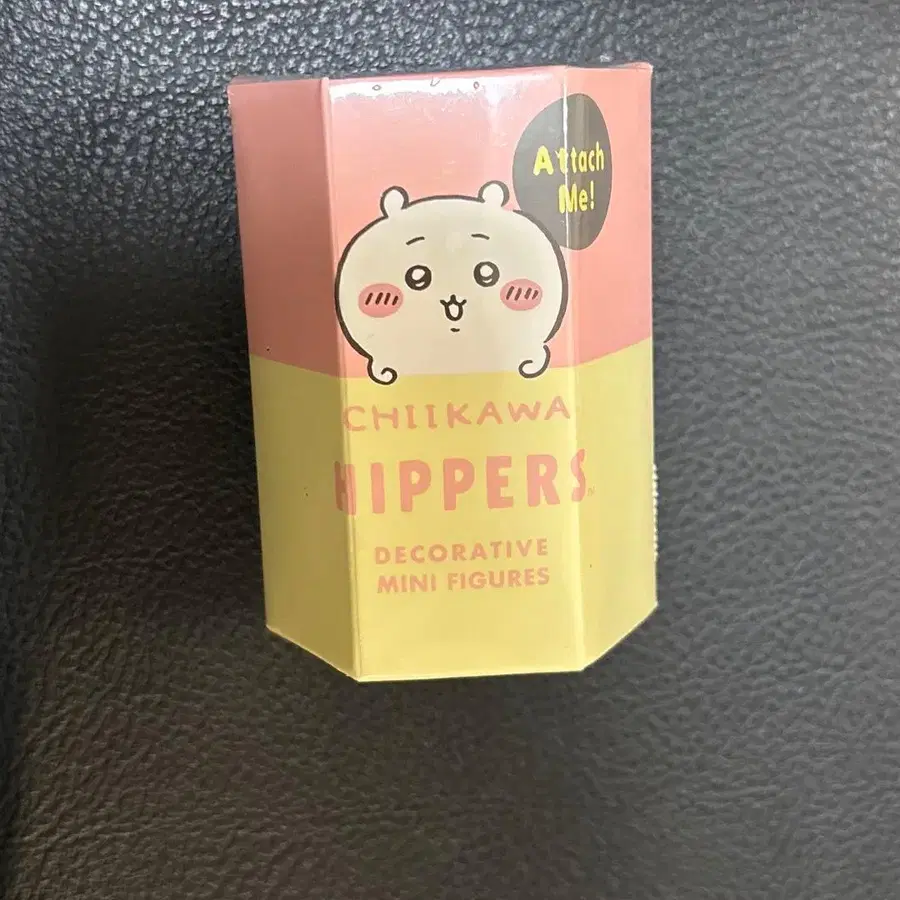 Attach
Me!
CHIIKAWA
HIPPERS
DECORATIVE
MINI FIGURES